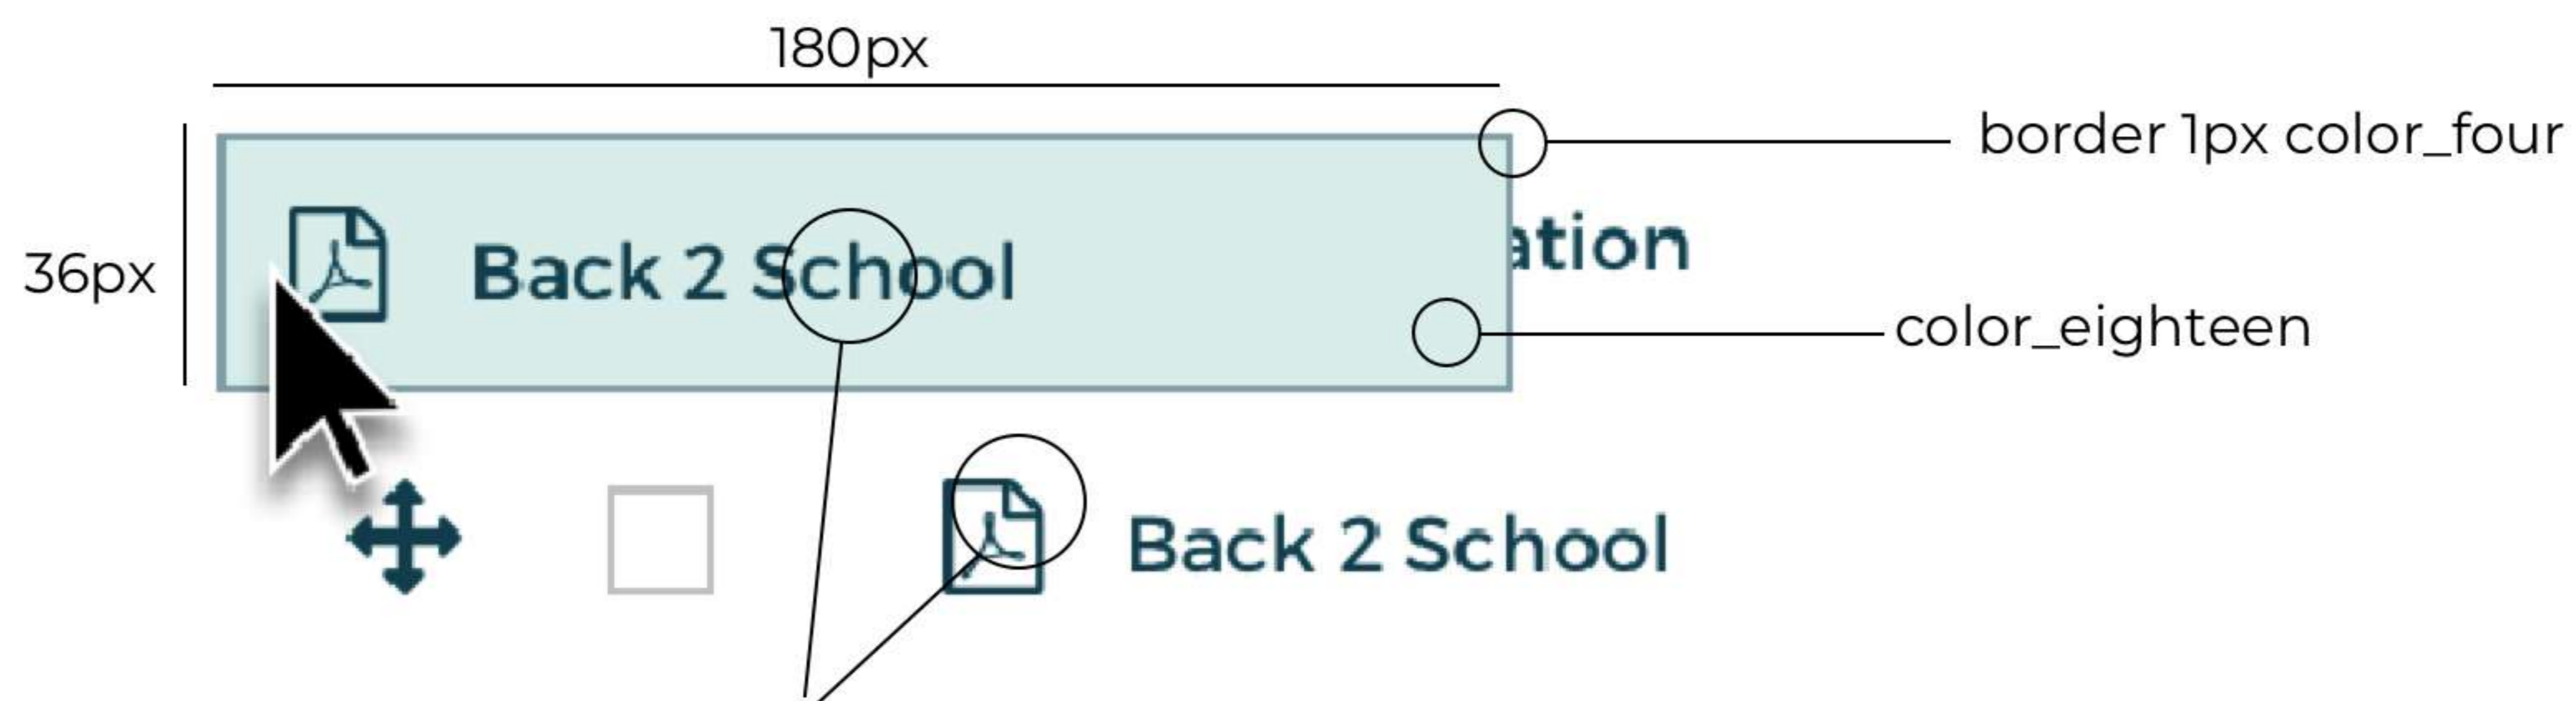 180px
border 1px color_four
36px
Back 2 School
ation
color_eighteen
Back 2 School